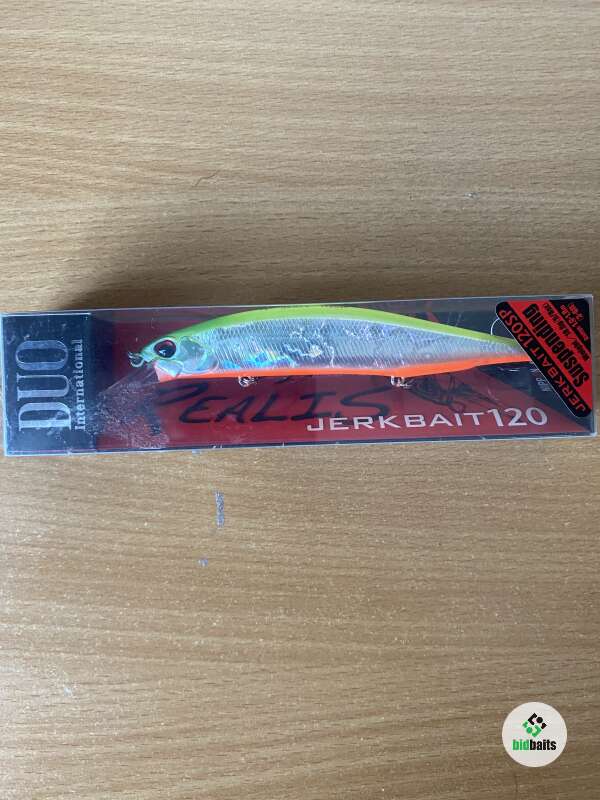 DUO
International
REALIS
JERKBAIT120
JERKBAIT 120SP
SUSPENDING
bidbaits